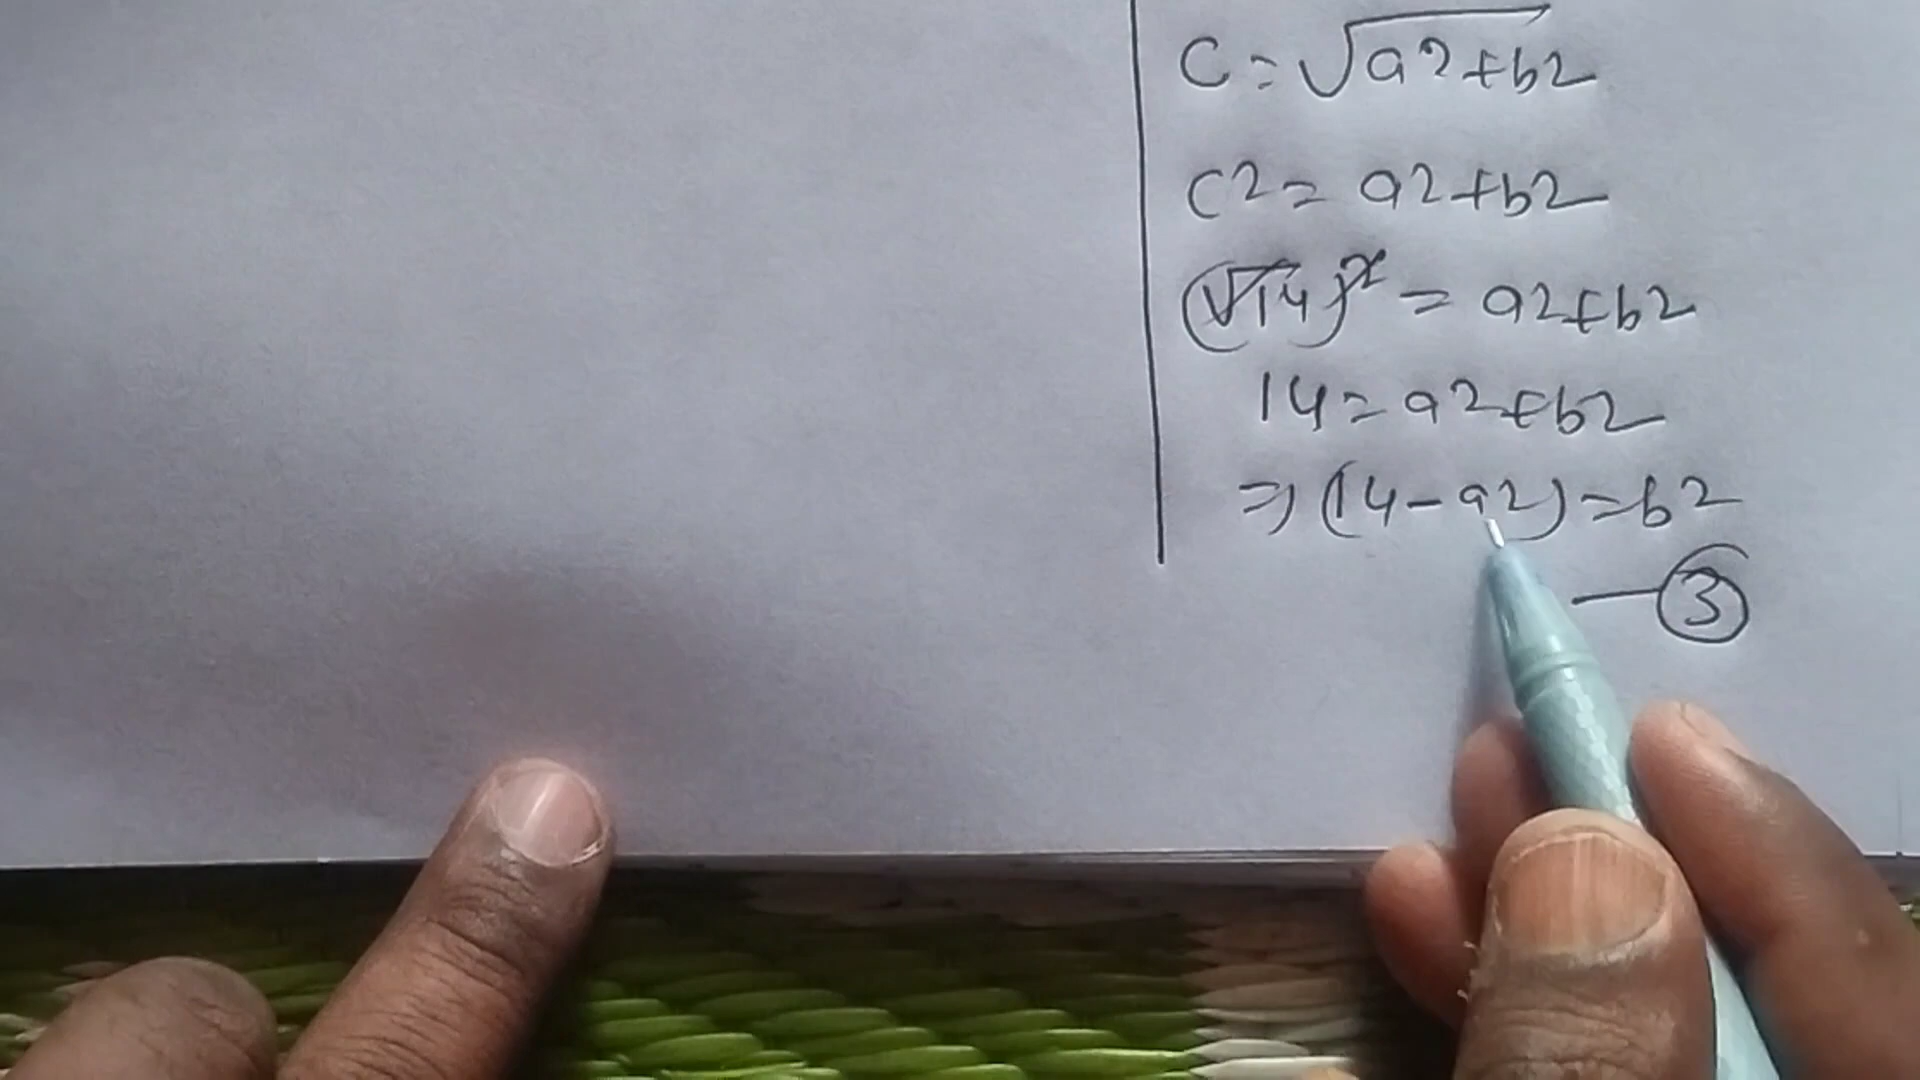 C = √a2+b2
c2 = a2+b2
(√14)2 = a2+b2
14 = a2+b2
⇒ (14-a2) = b2
— ③